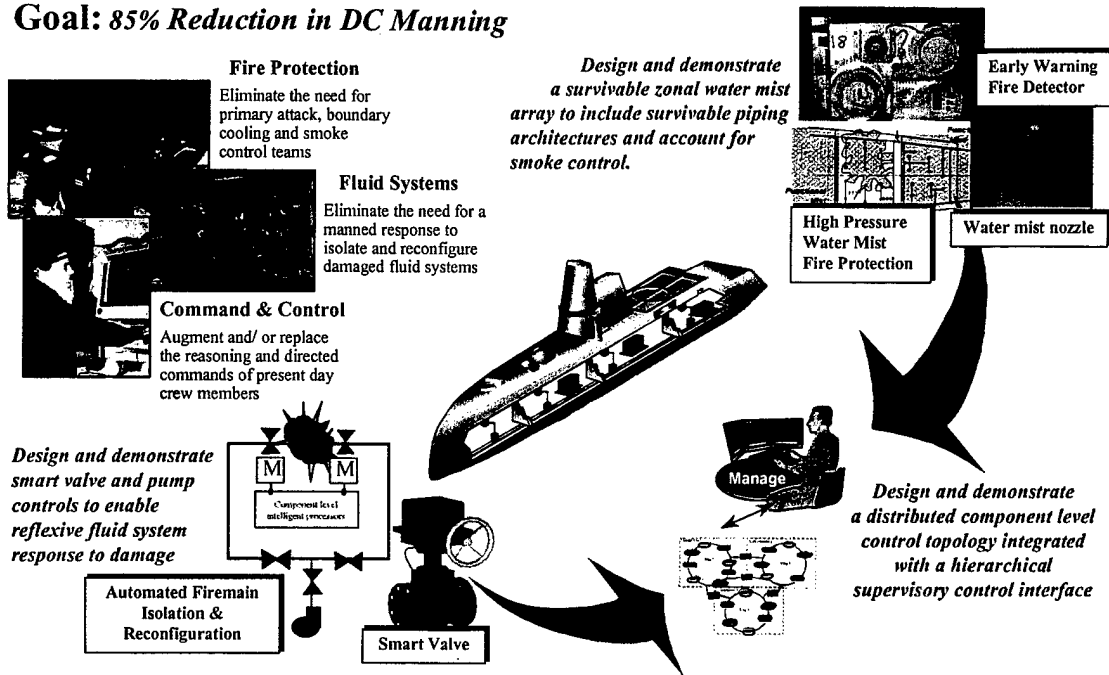 Goal: 85% Reduction in DC Manning
Fire Protection
Eliminate the need for
primary attack, boundary
cooling and smoke
control teams
Fluid Systems
Eliminate the need for a
manned response to
isolate and reconfigure
damaged fluid systems
Command & Control
Augment and/ or replace
the reasoning and directed
commands of present day
crew members
Design and demonstrate
a survivable zonal water mist
array to include survivable piping
architectures and account for
smoke control.
18
Early Warning
Fire Detector
High Pressure
Water Mist
Fire Protection
Water mist nozzle
Design and demonstrate
smart valve and pump
controls to enable
reflexive fluid system
response to damage
M M
Component level
intelligent processors
Automated Firemain
Isolation &
Reconfiguration
Smart Valve
Manage
Design and demonstrate
a distributed component level
control topology integrated
with a hierarchical
supervisory control interface